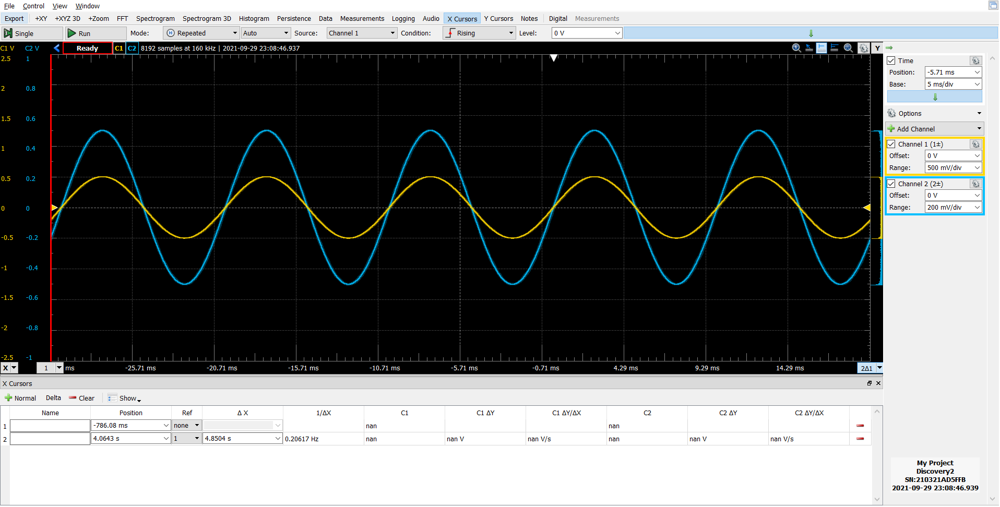 File Control View Window
Export +XY +XYZ 3D +Zoom FFT Spectrogram Spectrogram 3D Histogram Persistence Data Measurements Logging Audio X Cursors Y Cursors Notes Digital Measurements
Single Run Mode: Repeated Auto Source: Channel 1 Condition: Rising Level: 0 V
C1 V C2 V Ready C1 C2 8192 samples at 160 kHz | 2021-09-29 23:08:46.937 Y
2.5 1
2 0.8
1.5 0.6
1 0.4
0.5 0.2
0 0
-0.5 -0.2
-1 -0.4
-1.5 -0.6
-2 -0.8
-2.5 -1
X 1 ms -25.71 ms -20.71 ms -15.71 ms -10.71 ms -5.71 ms -0.71 ms 4.29 ms 9.29 ms 14.29 ms 2Δ1
Time
Position: -5.71 ms
Base: 5 ms/div
Options
Add Channel
Channel 1 (1±)
Offset: 0 V
Range: 500 mV/div
Channel 2 (2±)
Offset: 0 V
Range: 200 mV/div
X Cursors
Normal Delta Clear Show
Name Position Ref Δ X 1/ΔX C1 C1 ΔY C1 ΔY/ΔX C2 C2 ΔY C2 ΔY/ΔX
1 -786.08 ms none nan nan
2 4.0643 s 1 4.8504 s 0.20617 Hz nan nan V nan V/s nan nan V nan V/s
My Project
Discovery2
SN:210321AD5FFB
2021-09-29 23:08:46.939